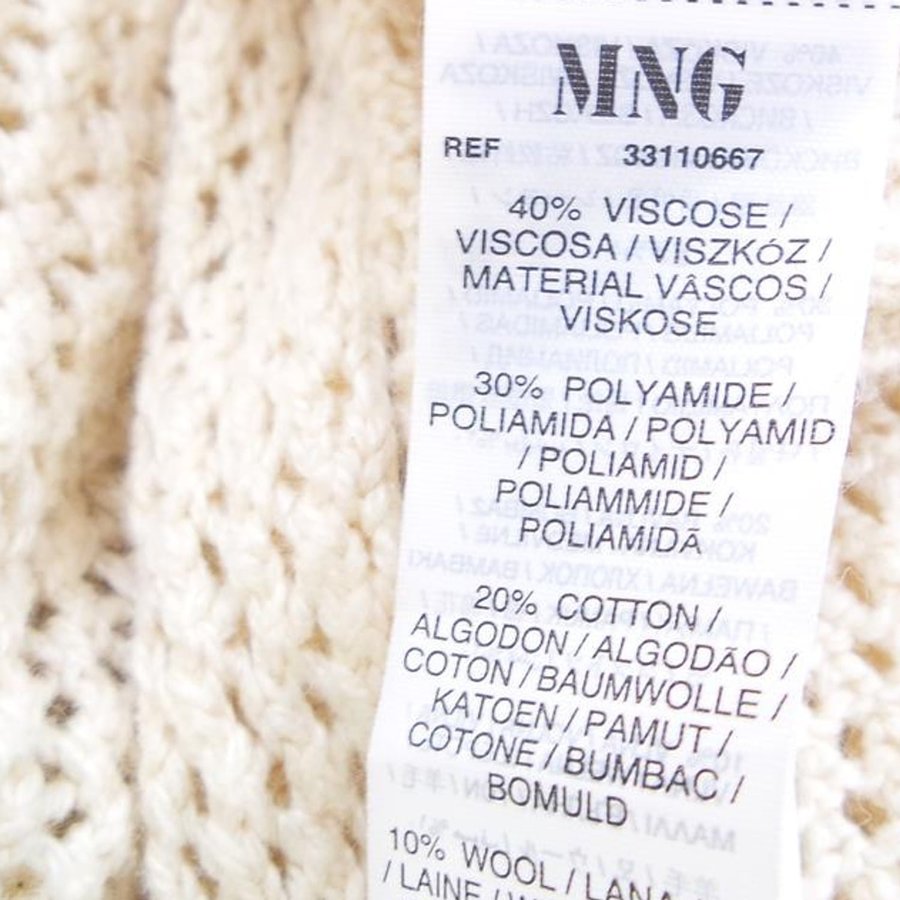 MNG
REF 33110667
40% VISCOSE /
VISCOSA / VISZKÓZ /
MATERIAL VÂSCOS /
VISKOSE
30% POLYAMIDE /
POLIAMIDA / POLYAMID
/ POLIAMID /
POLIAMMIDE /
POLIAMIDÃ
20% COTTON /
ALGODON / ALGODÃO /
COTON / BAUMWOLLE /
KATOEN / PAMUT /
COTONE / BUMBAC /
BOMULD
10% WOOL / LANA
/ LAINE /